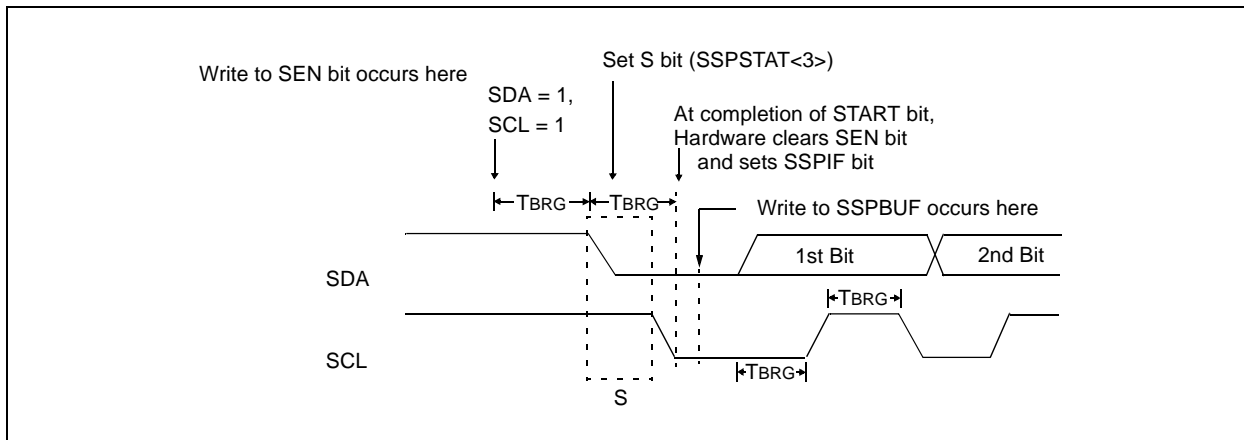 Write to SEN bit occurs here
Set S bit (SSPSTAT<3>)
SDA = 1,
SCL = 1
At completion of START bit,
Hardware clears SEN bit
and sets SSPIF bit
TBRG
TBRG
Write to SSPBUF occurs here
SDA
1st Bit
2nd Bit
TBRG
SCL
TBRG
S